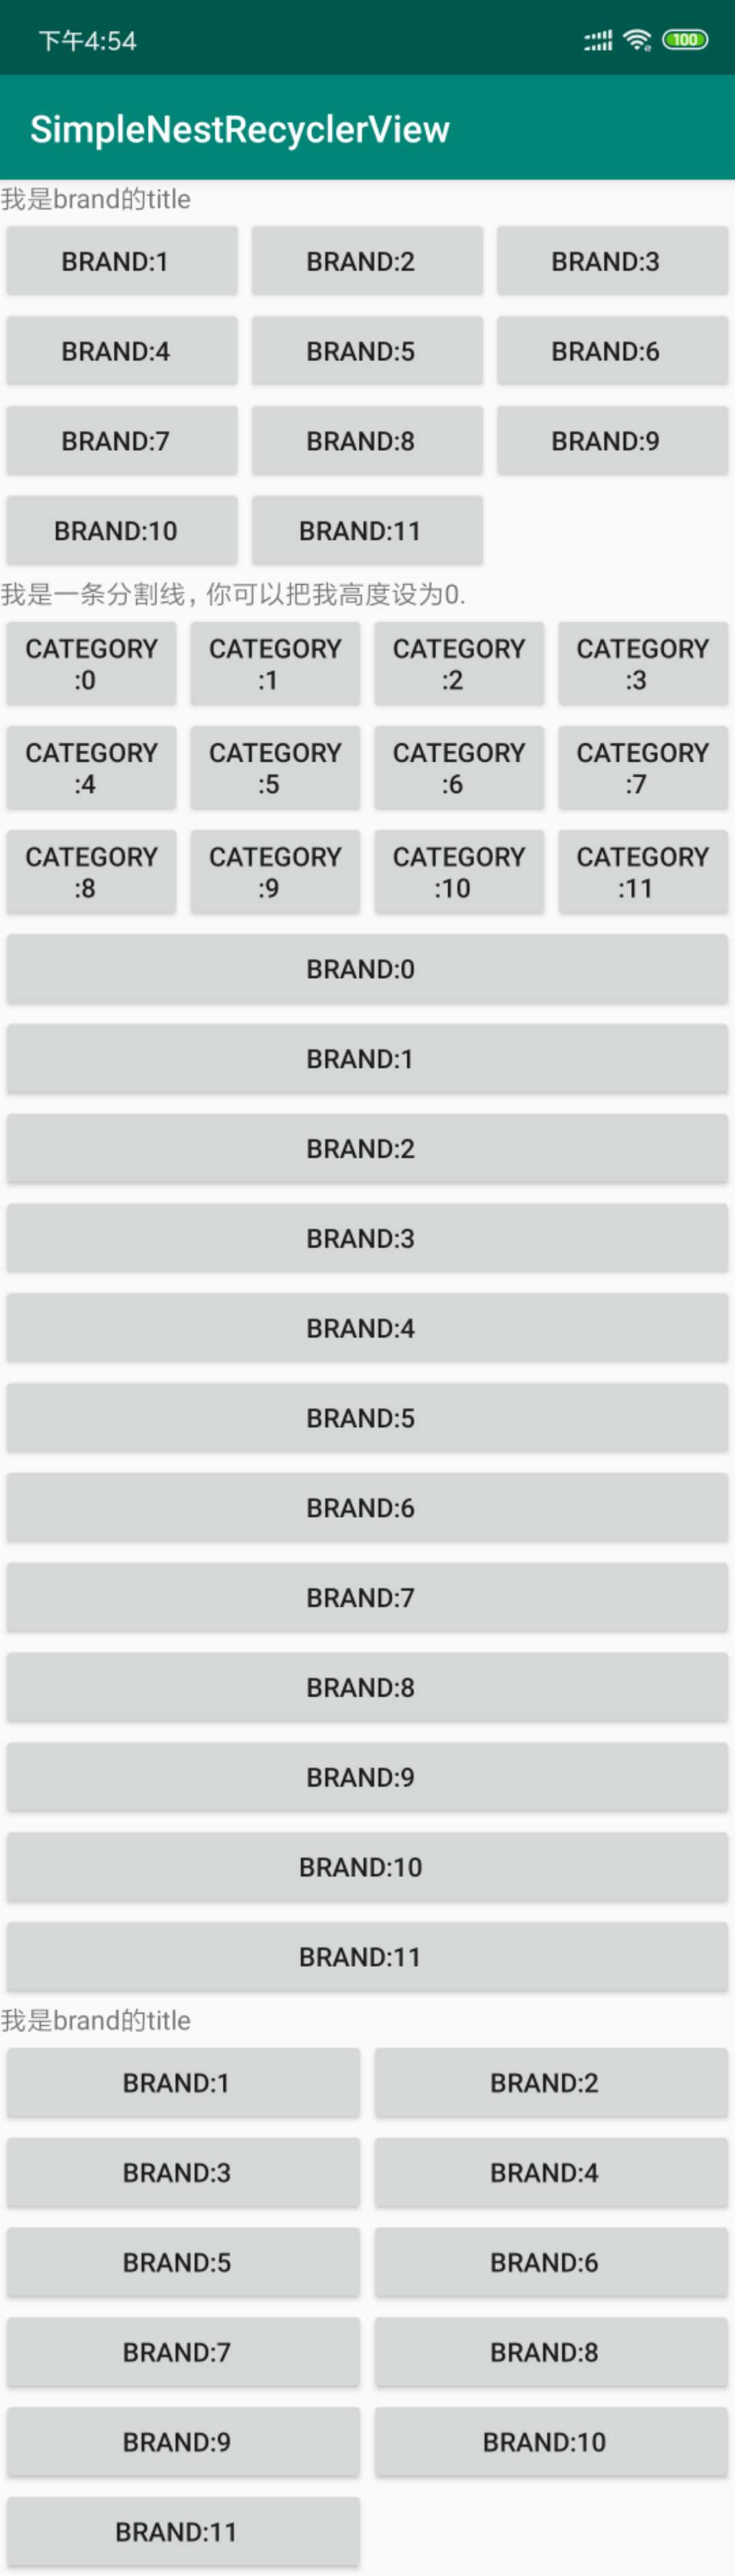 下午4:54
100
SimpleNestRecyclerView
我是brand的title
BRAND:1 BRAND:2 BRAND:3
BRAND:4 BRAND:5 BRAND:6
BRAND:7 BRAND:8 BRAND:9
BRAND:10 BRAND:11
我是一条分割线，你可以把我高度设为0.
CATEGORY CATEGORY CATEGORY CATEGORY
:0 :1 :2 :3
CATEGORY CATEGORY CATEGORY CATEGORY
:4 :5 :6 :7
CATEGORY CATEGORY CATEGORY CATEGORY
:8 :9 :10 :11
BRAND:0
BRAND:1
BRAND:2
BRAND:3
BRAND:4
BRAND:5
BRAND:6
BRAND:7
BRAND:8
BRAND:9
BRAND:10
BRAND:11
我是brand的title
BRAND:1 BRAND:2
BRAND:3 BRAND:4
BRAND:5 BRAND:6
BRAND:7 BRAND:8
BRAND:9 BRAND:10
BRAND:11